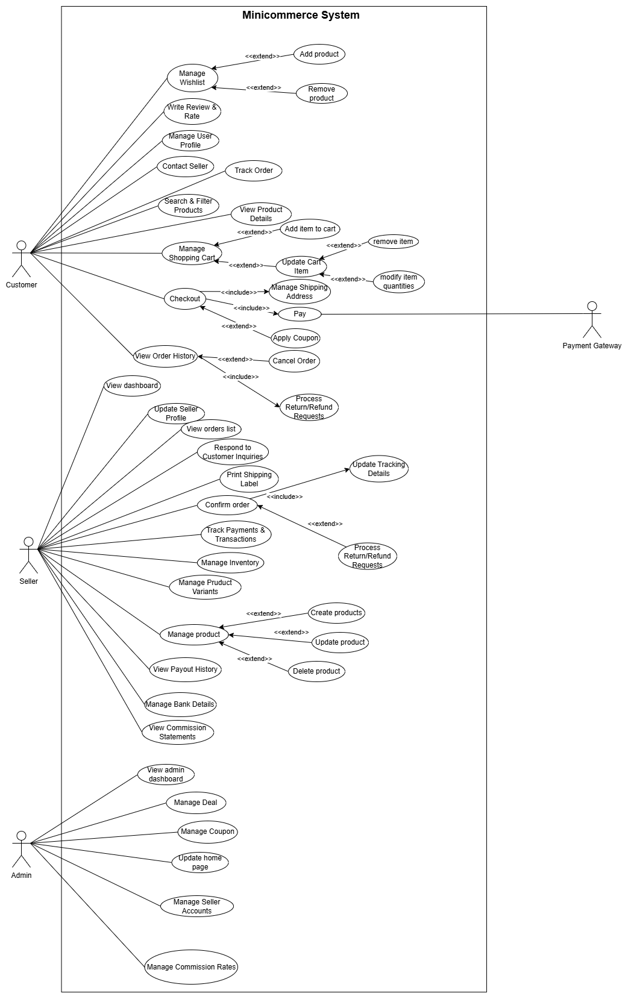 Minicommerce System
Add product
<<extend>>
Manage
Wishlist
<<extend>>
Remove
product
Write Review &
Rate
Manage User
Profile
Contact Seller
Track Order
Search & Filter
Products
View Product
Details
Add item to cart
<<extend>>
remove item
<<extend>>
Manage
Shopping Cart
<<extend>>
Update Cart
Item
<<extend>>
modify item
quantities
Customer
Manage Shipping
Address
<<include>>
Checkout
<<include>>
Pay
<<extend>>
Apply Coupon
Payment Gateway
View Order History
<<extend>>
Cancel Order
<<include>>
Process
Return/Refund
Requests
View dashboard
Update Seller
Profile
View orders list
Respond to
Customer Inquiries
Update Tracking
Details
Print Shipping
Label
<<include>>
Confirm order
<<extend>>
Track Payments &
Transactions
Process
Return/Refund
Requests
Manage Inventory
Seller
Manage Pruduct
Variants
Create products
<<extend>>
Manage product
<<extend>>
Update product
<<extend>>
Delete product
View Payout History
Manage Bank Details
View Commission
Statements
View admin
dashboard
Manage Deal
Manage Coupon
Update home
page
Admin
Manage Seller
Accounts
Manage Commission Rates